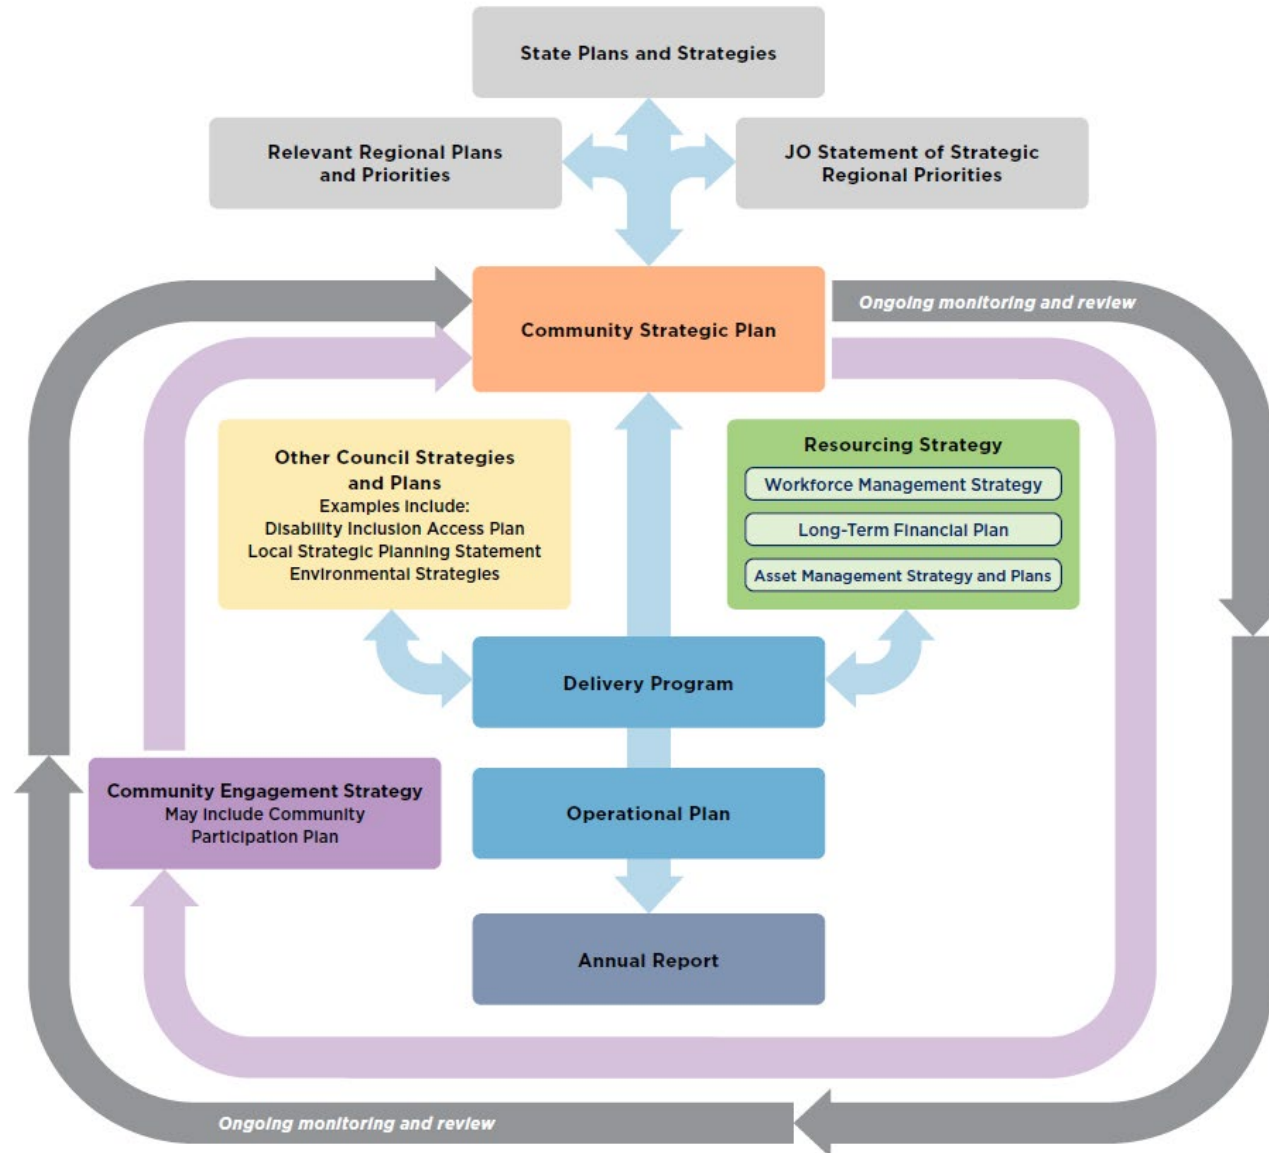 State Plans and Strategies
Relevant Regional Plans
and Priorities
JO Statement of Strategic
Regional Priorities
Community Strategic Plan
Ongoing monitoring and review
Other Council Strategies
and Plans
Examples Include:
Disability Inclusion Access Plan
Local Strategic Planning Statement
Environmental Strategies
Resourcing Strategy
Workforce Management Strategy
Long-Term Financial Plan
Asset Management Strategy and Plans
Delivery Program
Community Engagement Strategy
May Include Community
Participation Plan
Operational Plan
Annual Report
Ongoing monitoring and review